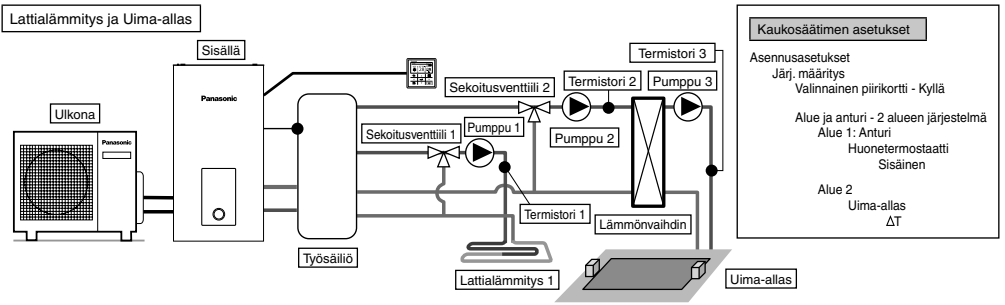 Lattialämmitys ja Uima-allas
Sisällä
Ulkona
Panasonic
Panasonic
Sekoitusventtiili 1
Pumppu 1
Sekoitusventtiili 2
Termistori 2
Pumppu 3
Termistori 3
Pumppu 2
Termistori 1
Lämmönvaihdin
Työsäiliö
Lattialämmitys 1
Uima-allas
Kaukosäätimen asetukset
Asennusasetukset
Järj. määritys
Valinnainen piirikortti - Kyllä
Alue ja anturi - 2 alueen järjestelmä
Alue 1: Anturi
Huonetermostaatti
Sisäinen
Alue 2
Uima-allas
ΔT